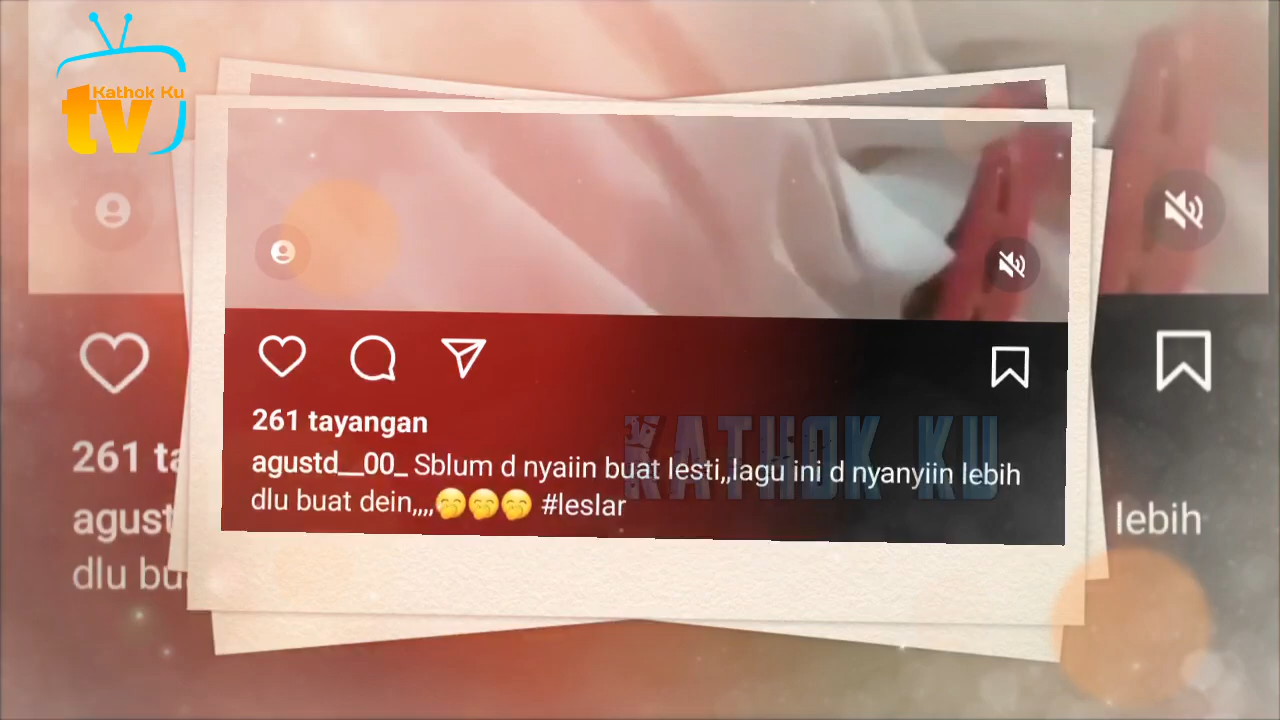 Kathok Ku
tv
261 tayangan
agustd__00_ Sblum d nyaiin buat lesti,,lagu ini d nyanyiin lebih
dlu buat dein,,,,🤭🤭🤭 #leslar
KATHOK KU
261 ta
agust
dlu bu
lebih